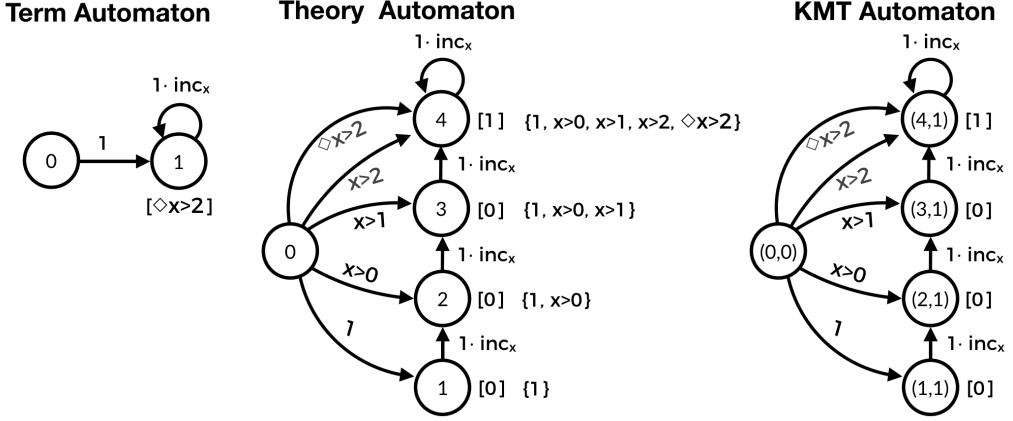 Term Automaton
1· incₓ
1
0
1
[◇x>2]
Theory Automaton
1· incₓ
◇x>2
4 [1] {1, x>0, x>1, x>2, ◇x>2}
x>2
1· incₓ
x>1
3 [0] {1, x>0, x>1}
0
1· incₓ
x>0
2 [0] {1, x>0}
1
1· incₓ
1 [0] {1}
KMT Automaton
1· incₓ
◇x>2
(4,1) [1]
x>2
1· incₓ
x>1
(3,1) [0]
(0,0)
1· incₓ
x>0
(2,1) [0]
1
1· incₓ
(1,1) [0]